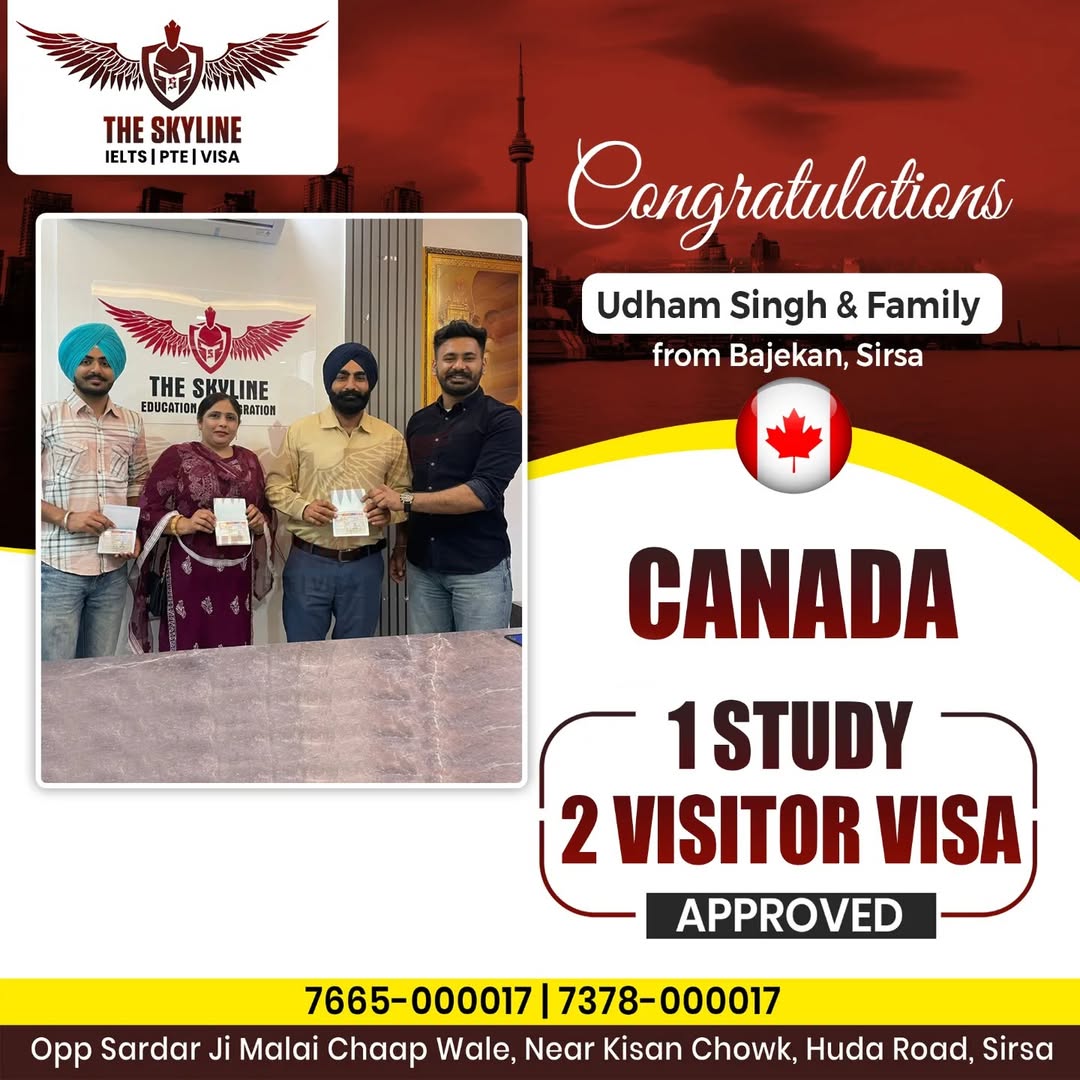 THE SKYLINE
IELTS | PTE | VISA
Congratulations
Udham Singh & Family
from Bajekan, Sirsa
S
THE SKYLINE
EDUCATION
CANADA
1 STUDY
2 VISITOR VISA
APPROVED
7665-000017 | 7378-000017
Opp Sardar Ji Malai Chaap Wale, Near Kisan Chowk, Huda Road, Sirsa